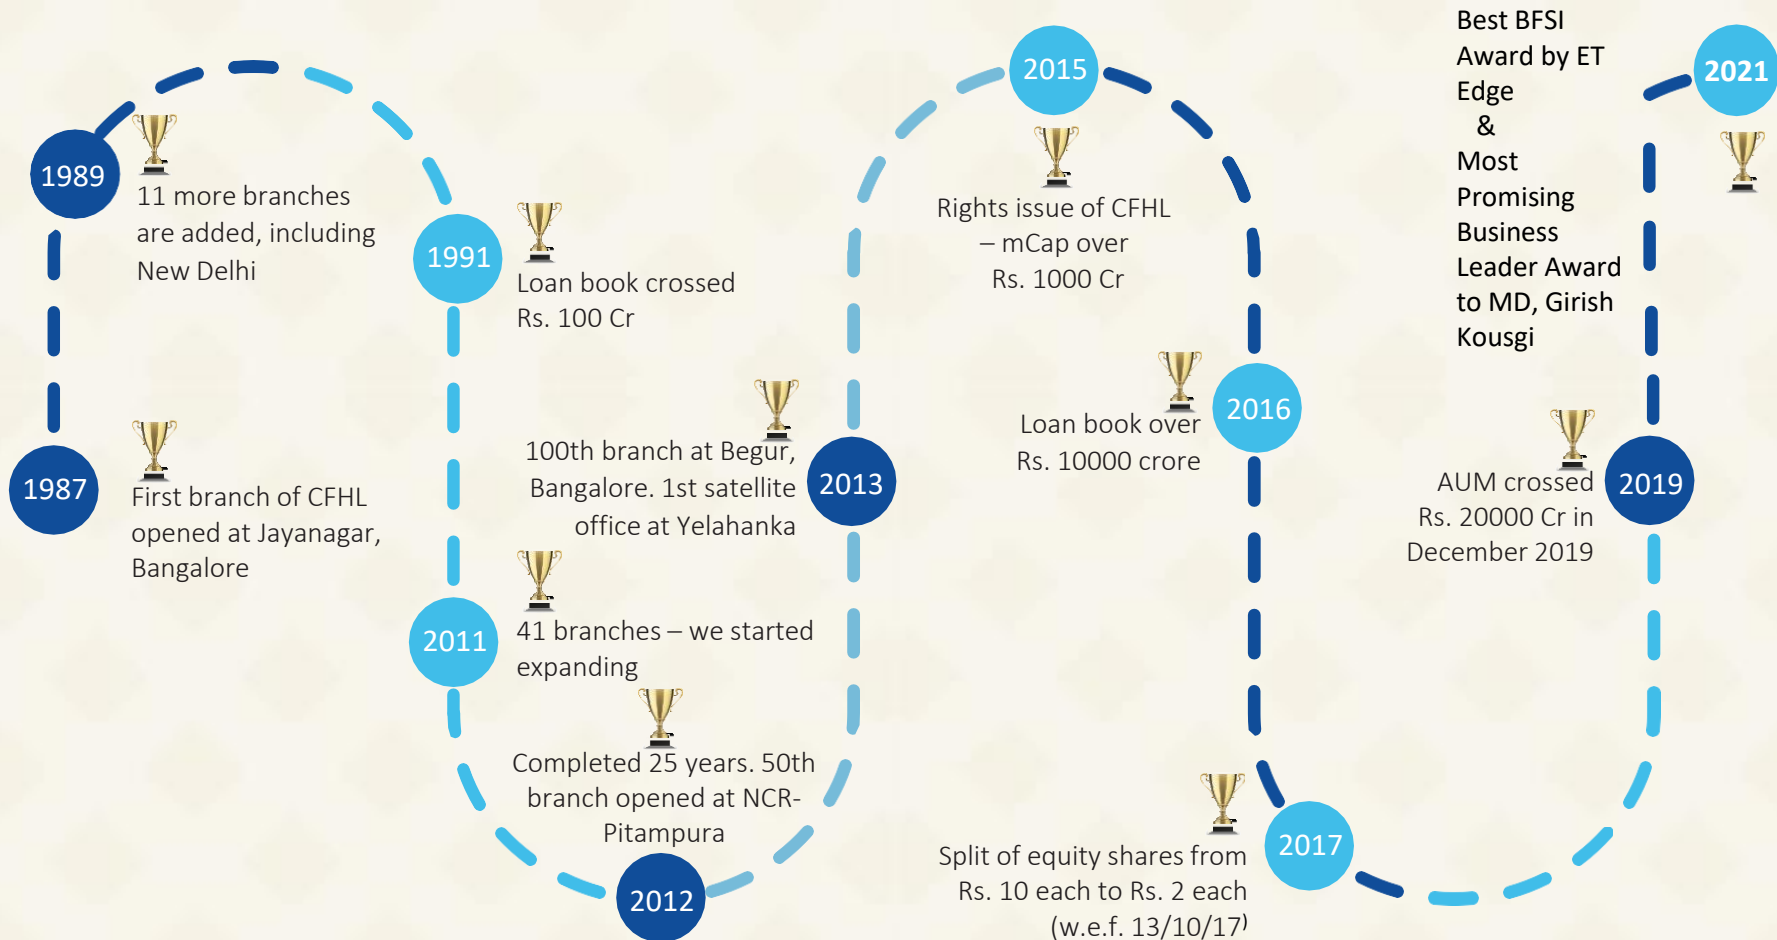 1987
First branch of CFHL
opened at Jayanagar,
Bangalore
1989
11 more branches
are added, including
New Delhi
1991
Loan book crossed
Rs. 100 Cr
2011
41 branches – we started
expanding
Completed 25 years. 50th
branch opened at NCR-
Pitampura
2012
100th branch at Begur,
Bangalore. 1st satellite
office at Yelahanka
2013
2015
Rights issue of CFHL
– mCap over
Rs. 1000 Cr
2016
Loan book over
Rs. 10000 crore
2017
Split of equity shares from
Rs. 10 each to Rs. 2 each
(w.e.f. 13/10/17)
2019
AUM crossed
Rs. 20000 Cr in
December 2019
2021
Best BFSI
Award by ET
Edge
&
Most
Promising
Business
Leader Award
to MD, Girish
Kousgi